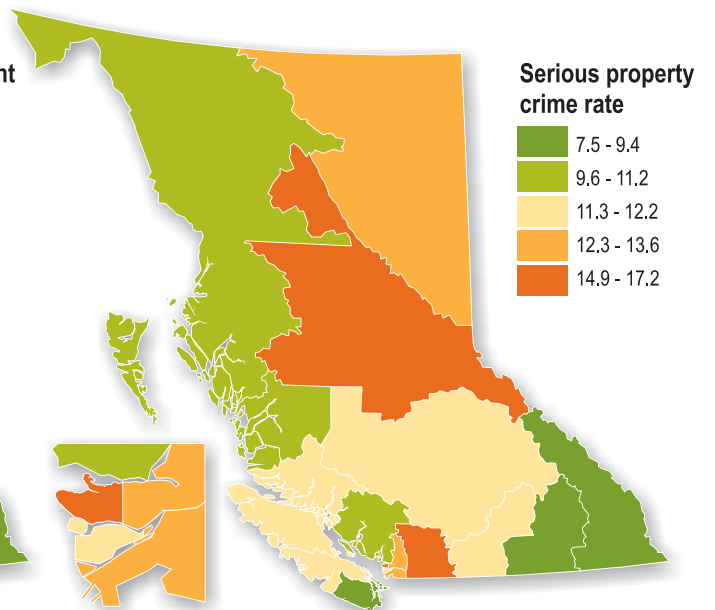 nt
Serious property
crime rate
7.5 - 9.4
9.6 - 11.2
11.3 - 12.2
12.3 - 13.6
14.9 - 17.2